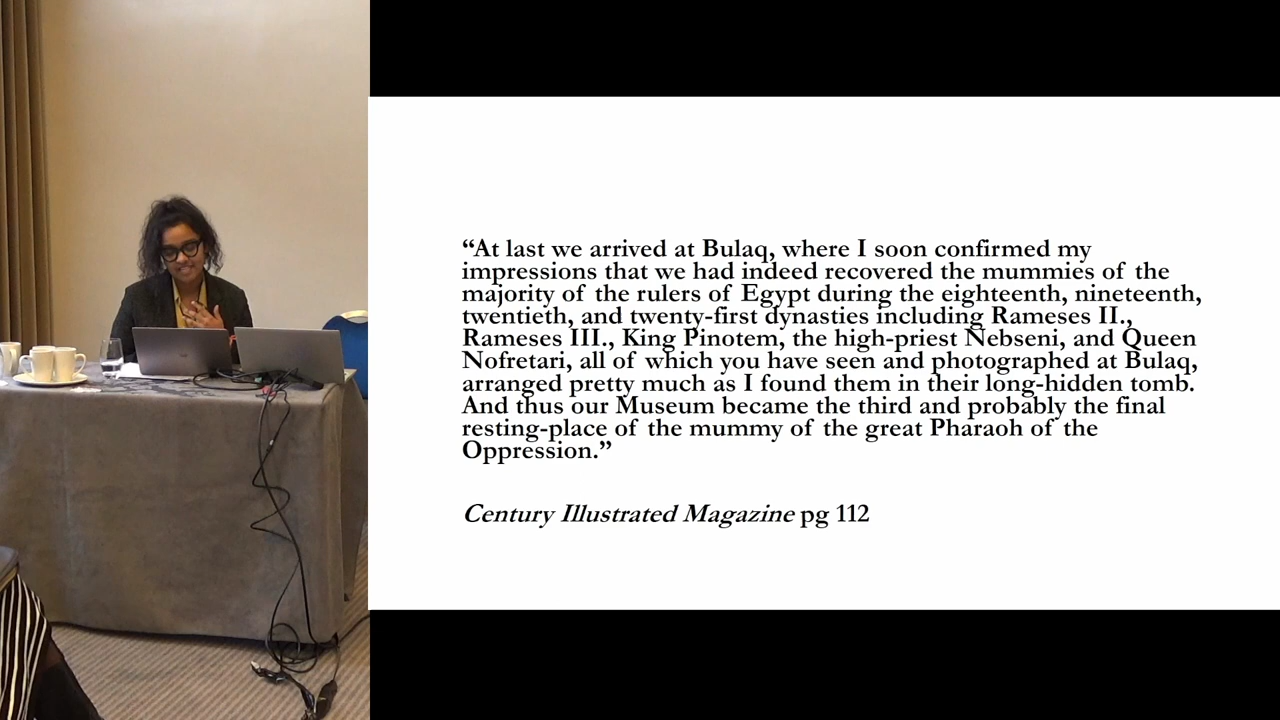 “At last we arrived at Bulaq, where I soon confirmed my
impressions that we had indeed recovered the mummies of the
majority of the rulers of Egypt during the eighteenth, nineteenth,
twentieth, and twenty-first dynasties including Rameses II.,
Rameses III., King Pinotem, the high-priest Nebseni, and Queen
Nofretari, all of which you have seen and photographed at Bulaq,
arranged pretty much as I found them in their long-hidden tomb.
And thus our Museum became the third and probably the final
resting-place of the mummy of the great Pharaoh of the
Oppression.”
Century Illustrated Magazine pg 112